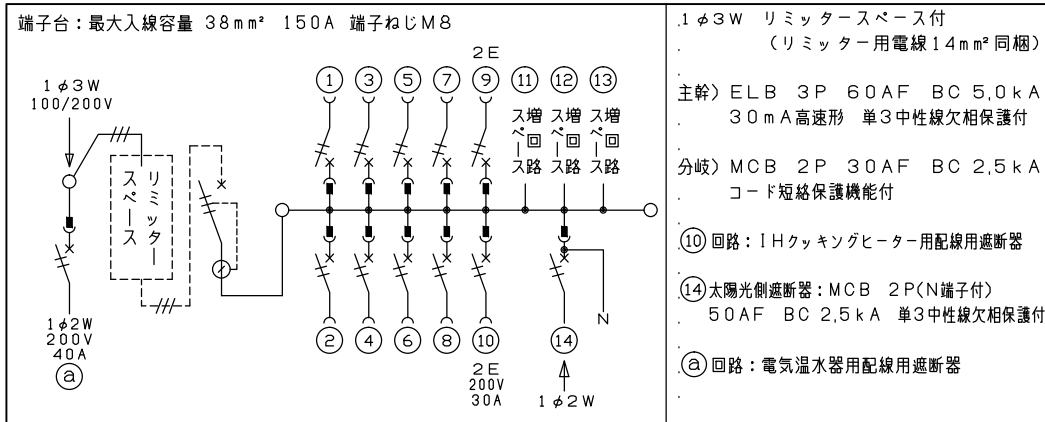 端子台：最大入線容量 38mm² 150A 端子ねじM8
1φ3W
100/200V
リミッター
スペース
1φ2W
200V
40A
ⓐ
2E
① ③ ⑤ ⑦ ⑨ ⑪ ⑫ ⑬
増回路
スペース
増回路
スペース
増回路
スペース
② ④ ⑥ ⑧ ⑩ ⑭
N
2E
200V
30A
1φ2W
1φ3W リミッタースペース付
（リミッター用電線14mm²同梱）
主幹）ELB 3P 60AF BC 5,0kA
30mA高速形 単3中性線欠相保護付
分岐）MCB 2P 30AF BC 2,5kA
コード短絡保護機能付
⑩回路：IHクッキングヒーター用配線用遮断器
⑭太陽光側遮断器：MCB 2P(N端子付)
50AF BC 2,5kA 単3中性線欠相保護付
ⓐ回路：電気温水器用配線用遮断器